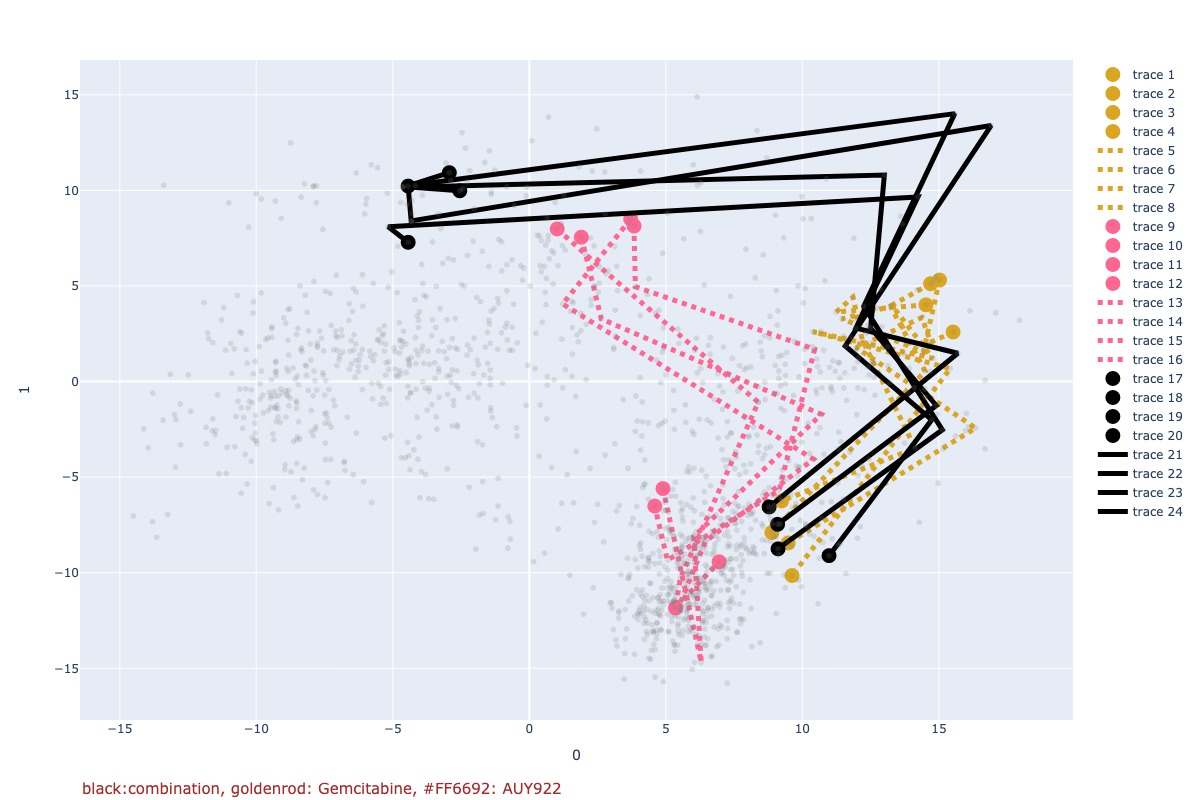 15
10
5
0
−5
−10
−15
−15
−10
−5
0
5
10
15
0
1
trace 1
trace 2
trace 3
trace 4
trace 5
trace 6
trace 7
trace 8
trace 9
trace 10
trace 11
trace 12
trace 13
trace 14
trace 15
trace 16
trace 17
trace 18
trace 19
trace 20
trace 21
trace 22
trace 23
trace 24
black:combination, goldenrod: Gemcitabine, #FF6692: AUY922